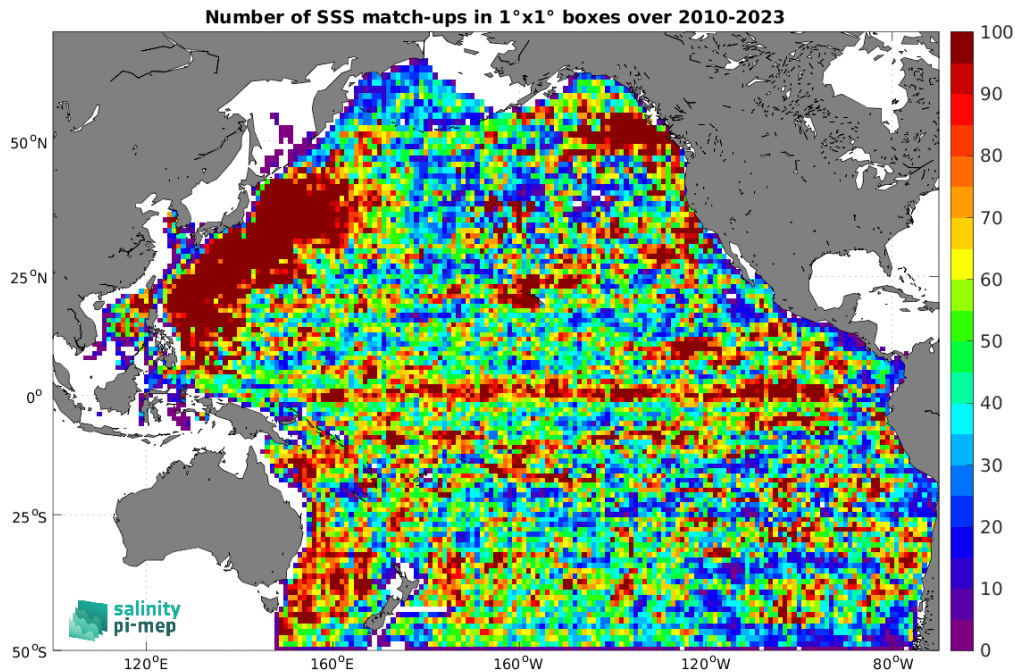 Number of SSS match-ups in 1°x1° boxes over 2010-2023
100
90
80
70
60
50
40
30
20
10
0
50°N
25°N
0°
25°S
50°S
120°E
160°E
160°W
120°W
80°W
salinity
pi-mep